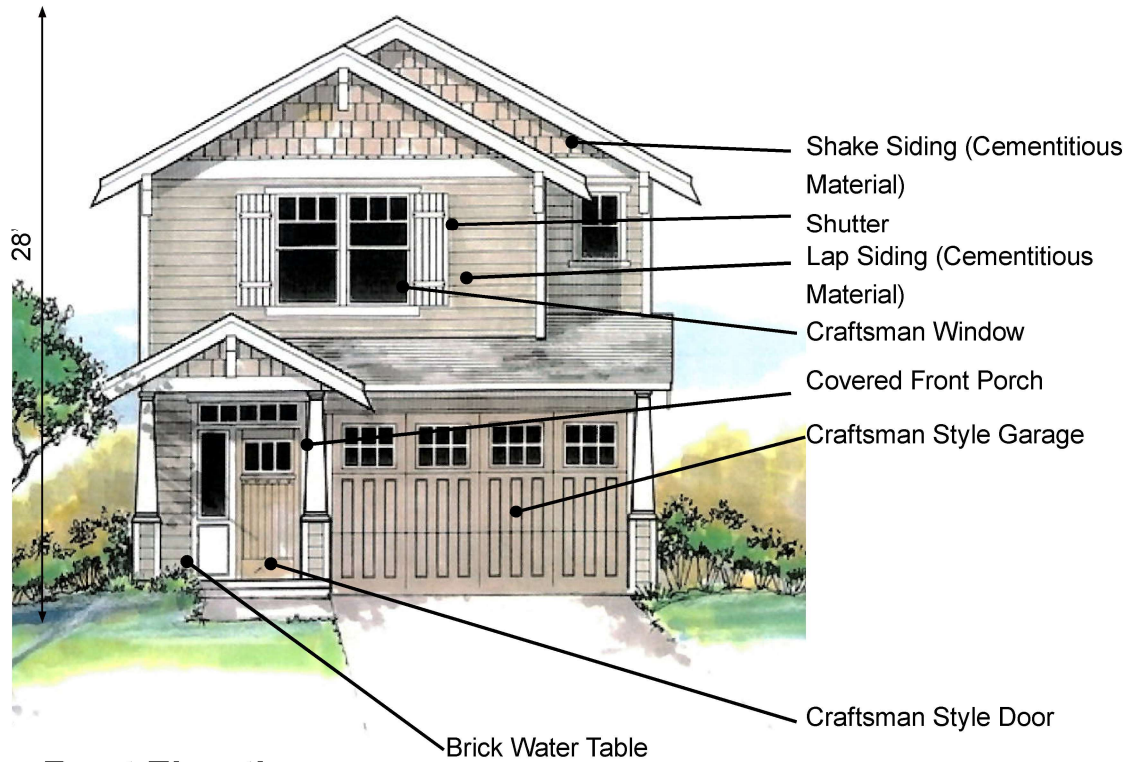 28’
Shake Siding (Cementitious
Material)
Shutter
Lap Siding (Cementitious
Material)
Craftsman Window
Covered Front Porch
Craftsman Style Garage
Craftsman Style Door
Brick Water Table